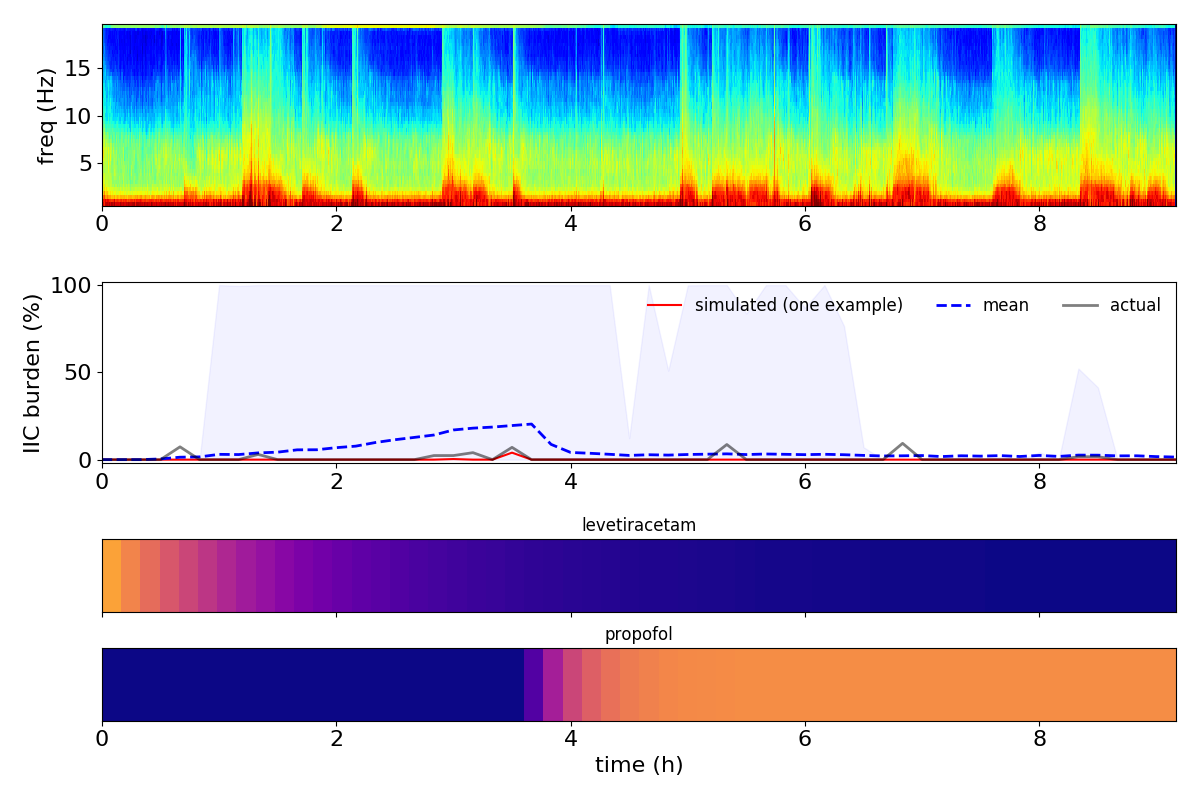 freq (Hz)
15
10
5
0 2 4 6 8
IIC burden (%)
100
50
0
simulated (one example) mean actual
0 2 4 6 8
levetiracetam
propofol
0 2 4 6 8
time (h)